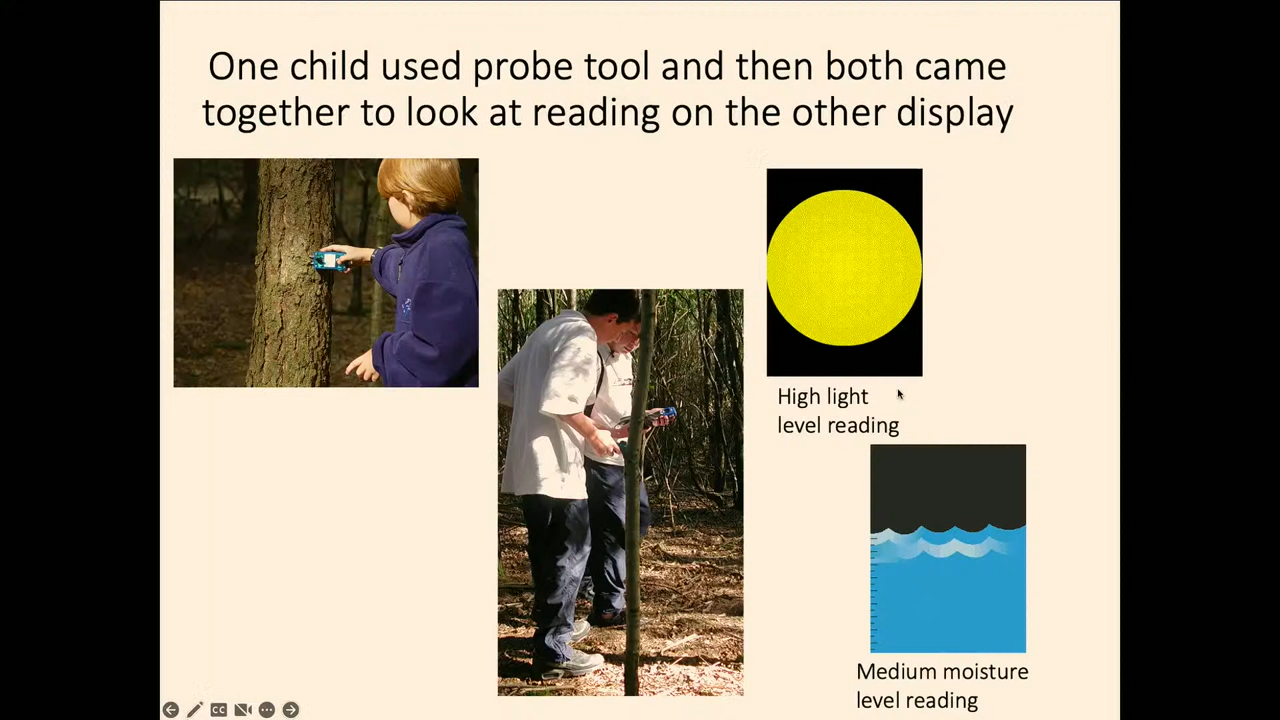 One child used probe tool and then both came
together to look at reading on the other display
High light
level reading
Medium moisture
level reading
CC